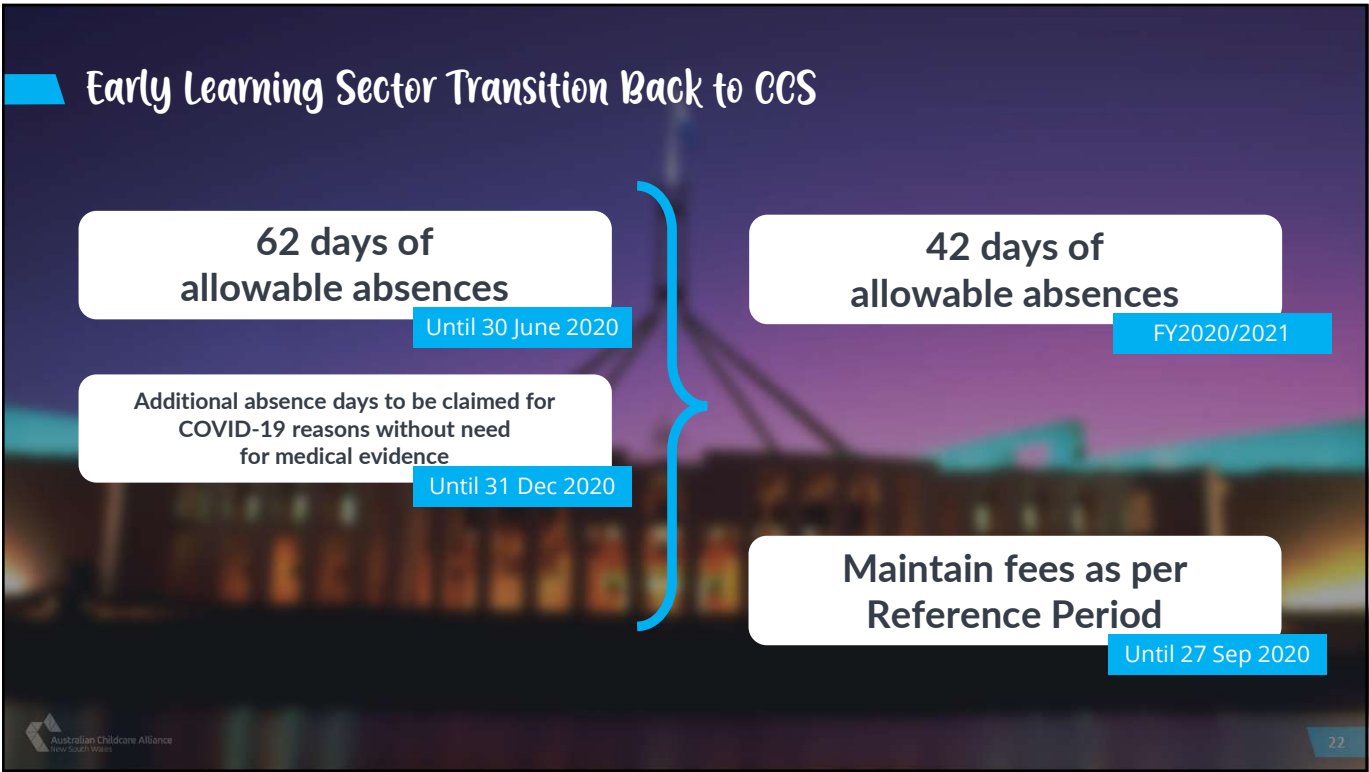 Early Learning Sector Transition Back to CCS
62 days of
allowable absences
Until 30 June 2020
Additional absence days to be claimed for
COVID-19 reasons without need
for medical evidence
Until 31 Dec 2020
42 days of
allowable absences
FY2020/2021
Maintain fees as per
Reference Period
Until 27 Sep 2020
Australian Childcare Alliance
New South Wales
22